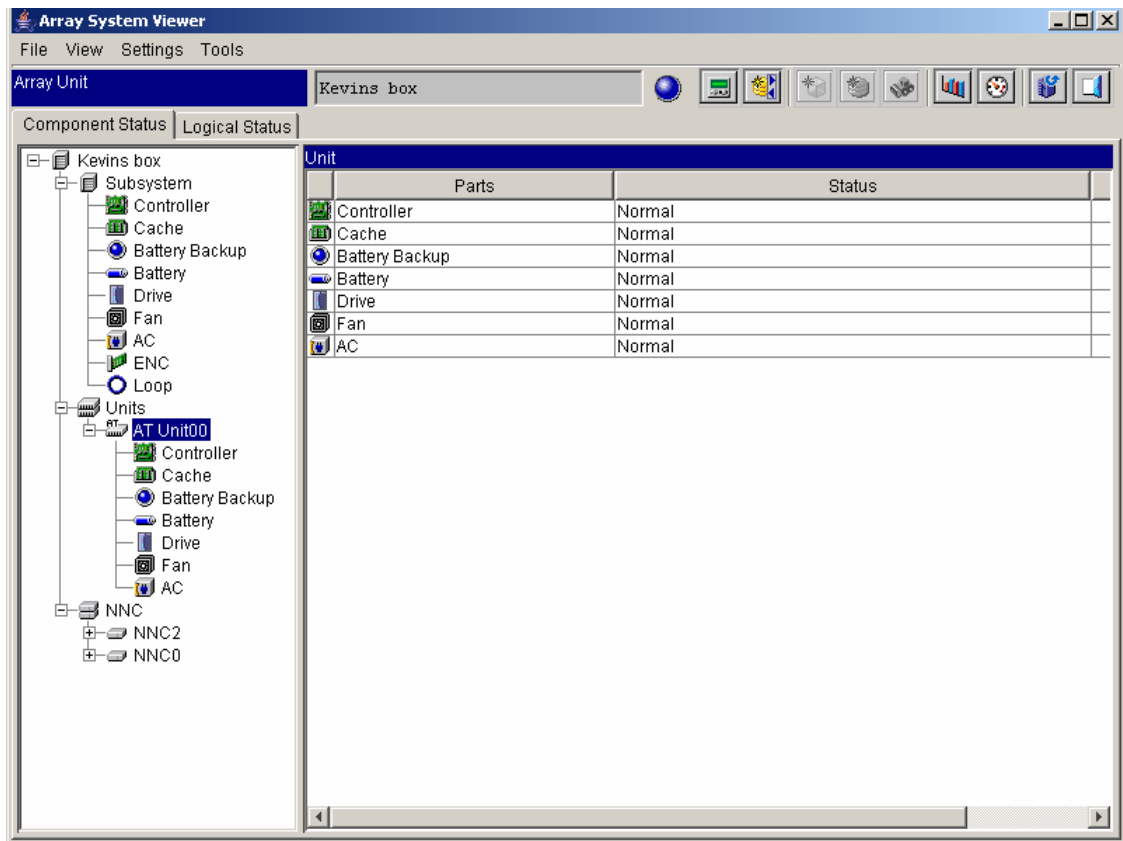 Array System Viewer
File View Settings Tools
Array Unit
Kevins box
Component Status Logical Status
Kevins box
Subsystem
Controller
Cache
Battery Backup
Battery
Drive
Fan
AC
ENC
Loop
Units
AT Unit00
Controller
Cache
Battery Backup
Battery
Drive
Fan
AC
NNC
NNC2
NNC0
Unit
Parts Status
Controller Normal
Cache Normal
Battery Backup Normal
Battery Normal
Drive Normal
Fan Normal
AC Normal